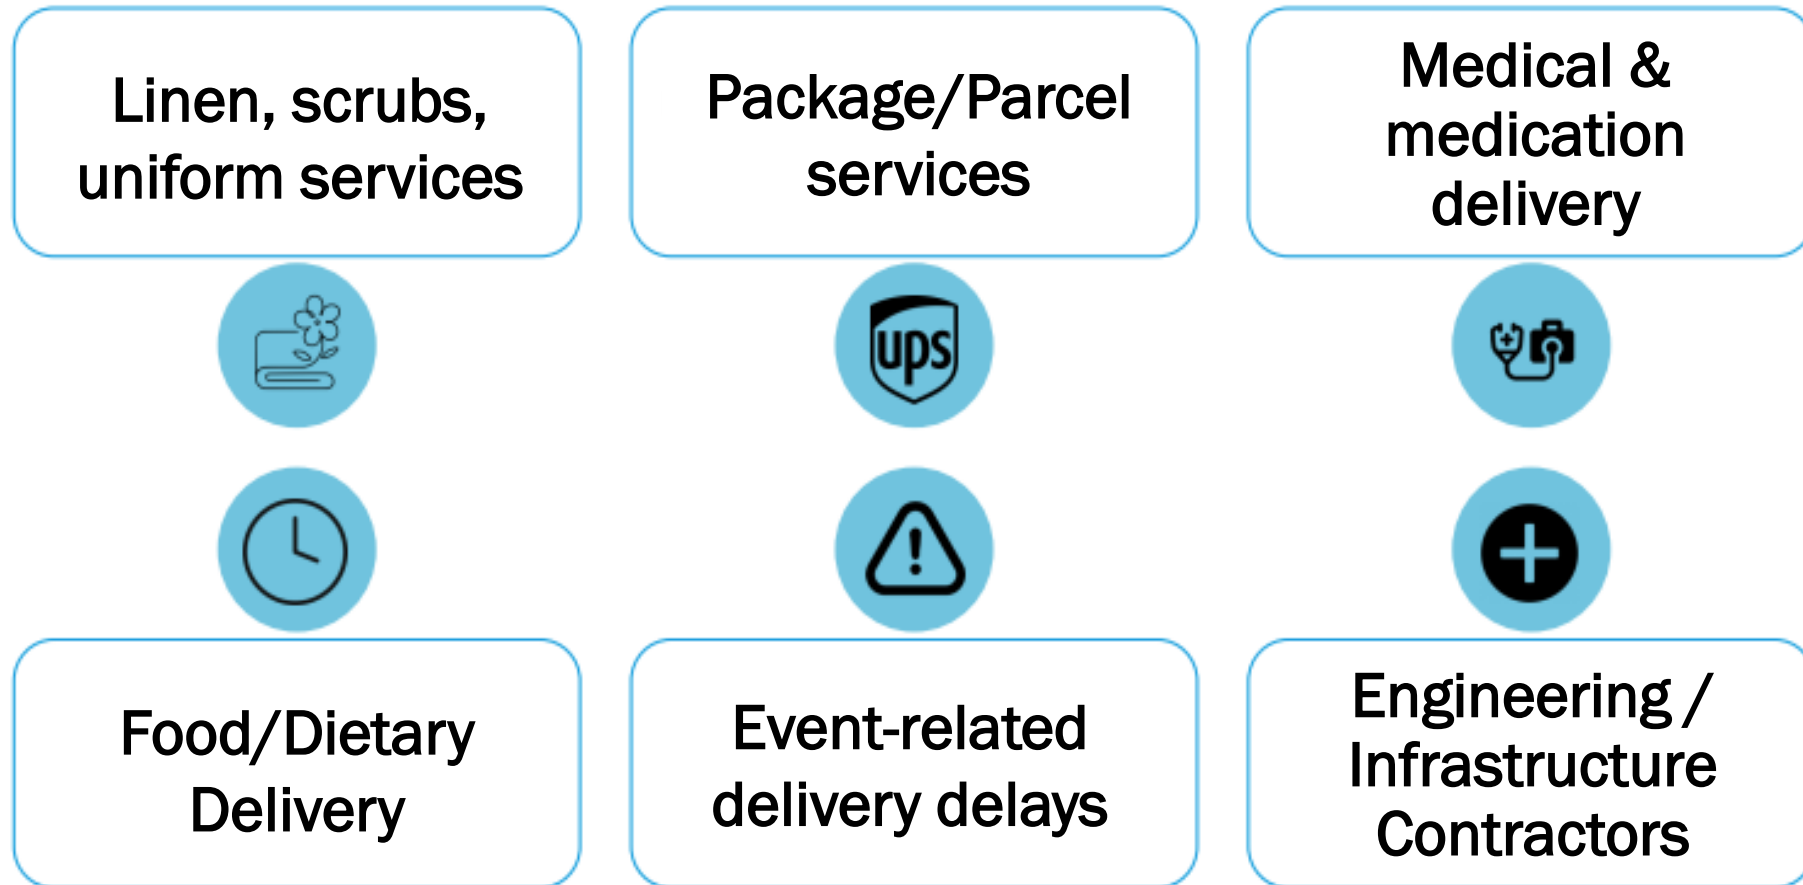 Linen, scrubs,
uniform services
Package/Parcel
services
Medical &
medication
delivery
ups
Food/Dietary
Delivery
Event-related
delivery delays
Engineering /
Infrastructure
Contractors